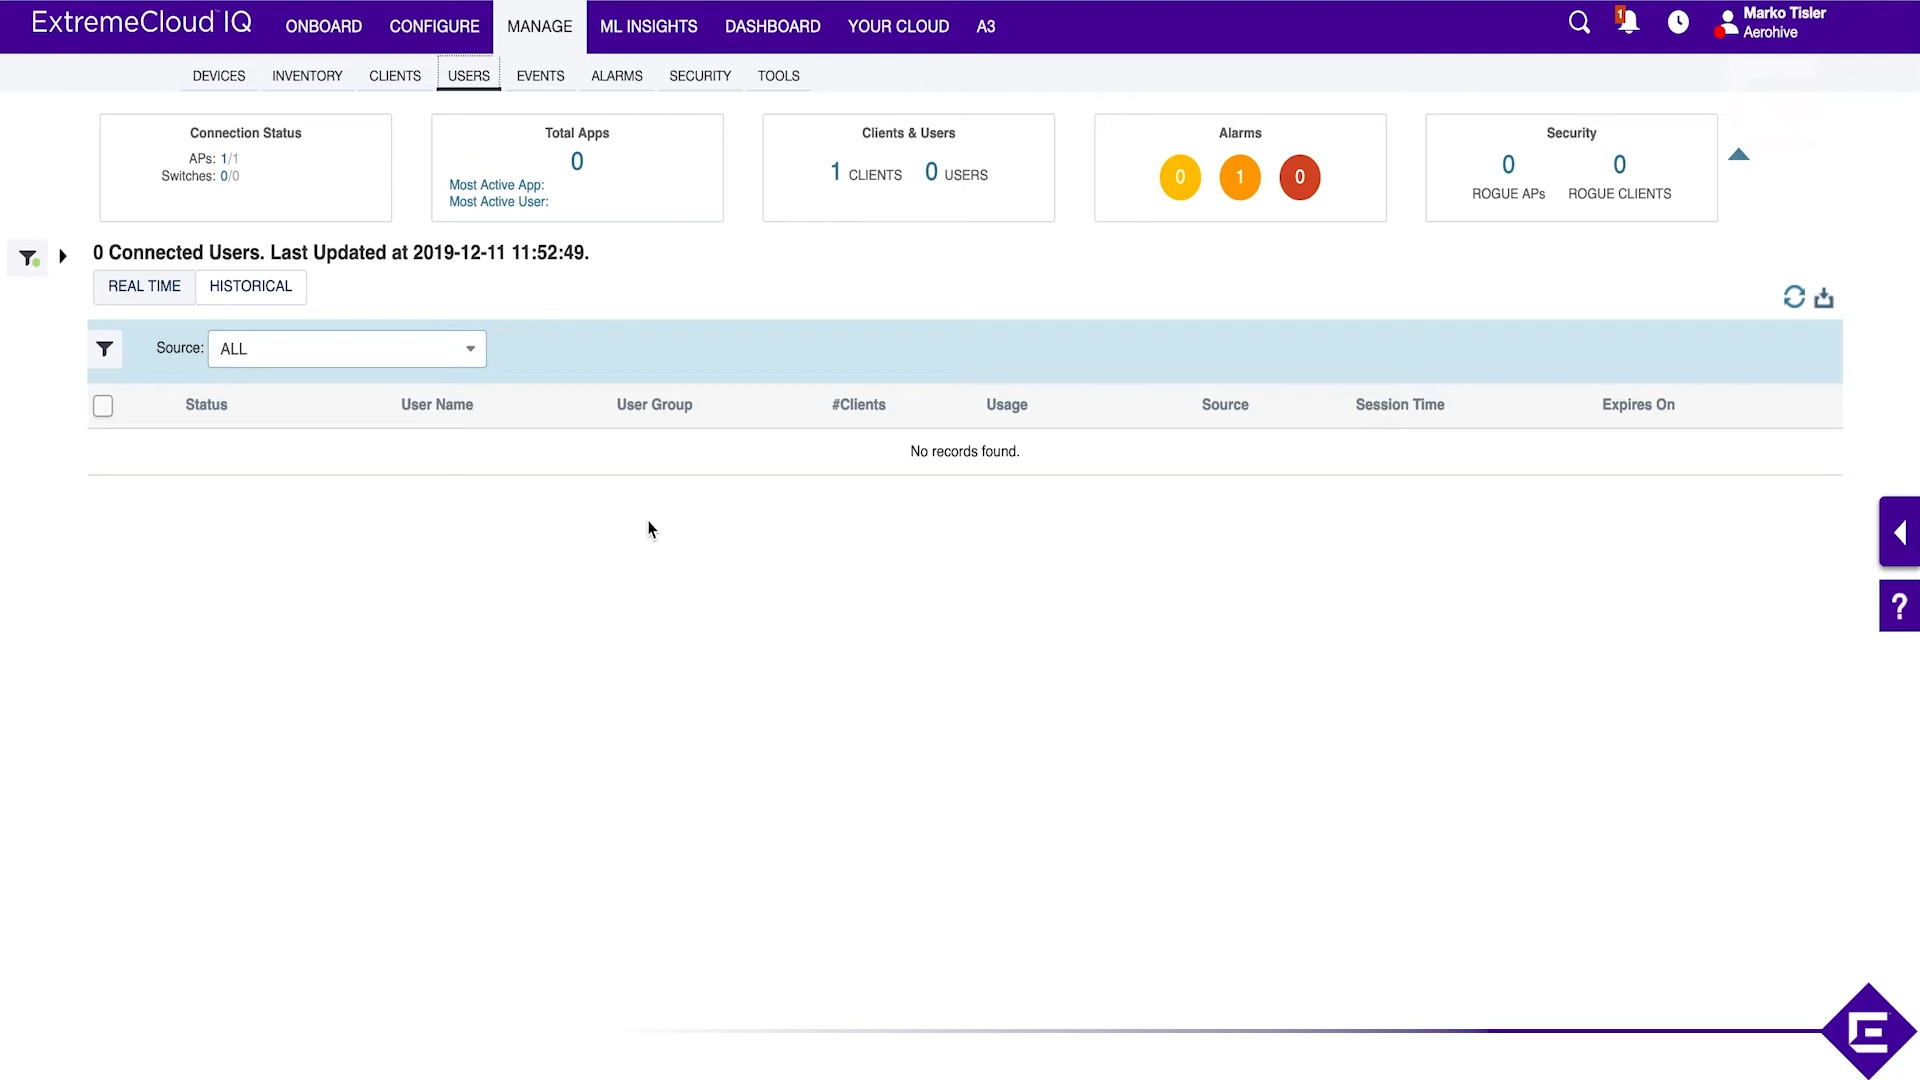 ExtremeCloud™ IQ ONBOARD CONFIGURE MANAGE ML INSIGHTS DASHBOARD YOUR CLOUD A3 1 Marko Tisler
Aerohive
DEVICES INVENTORY CLIENTS USERS EVENTS ALARMS SECURITY TOOLS
Connection Status
APs: 1/1
Switches: 0/0
Total Apps
0
Most Active App:
Most Active User:
Clients & Users
1 CLIENTS 0 USERS
Alarms
0 1 0
Security
0 0
ROGUE APs ROGUE CLIENTS
0 Connected Users. Last Updated at 2019-12-11 11:52:49.
REAL TIME HISTORICAL
Source: ALL
Status User Name User Group #Clients Usage Source Session Time Expires On
No records found.
?
E